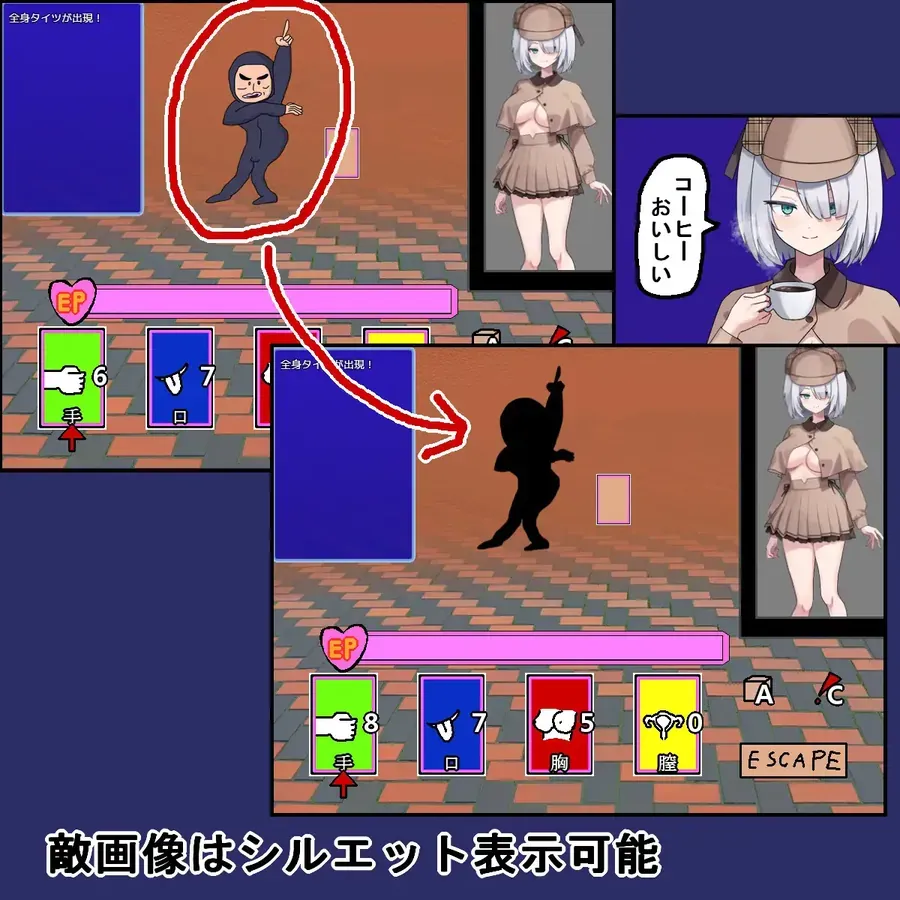 全身タイツが出現！
コーヒー
おいしい
EP
6
手
7
口
全身タイツが出現！
EP
8
手
7
口
5
胸
0
膣
A
C
ESCAPE
敵画像はシルエット表示可能